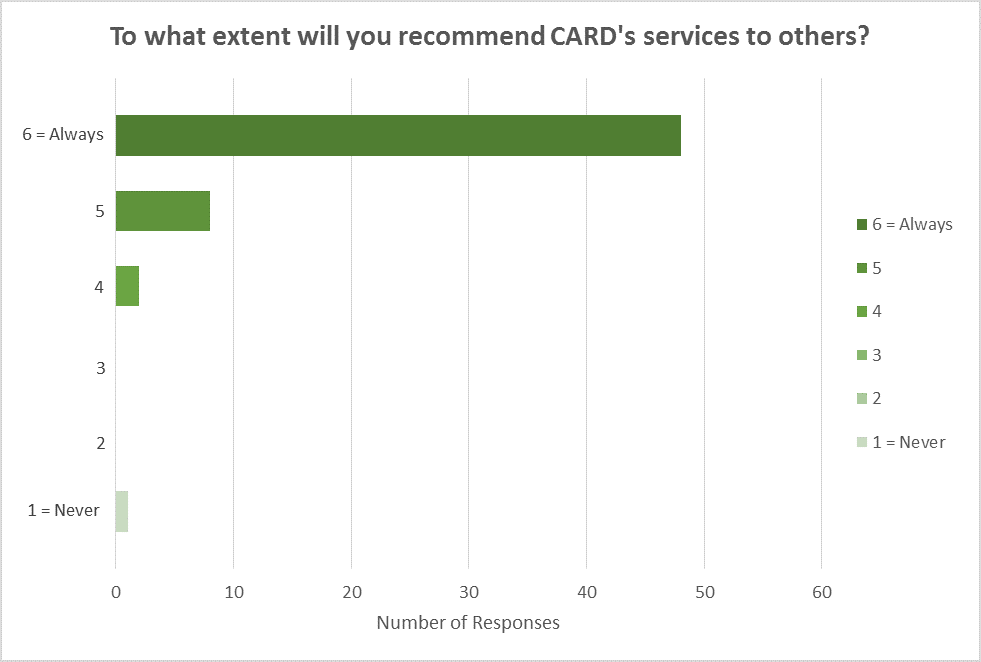 To what extent will you recommend CARD's services to others?
6 = Always
5
4
3
2
1 = Never
0 10 20 30 40 50 60
Number of Responses
6 = Always
5
4
3
2
1 = Never